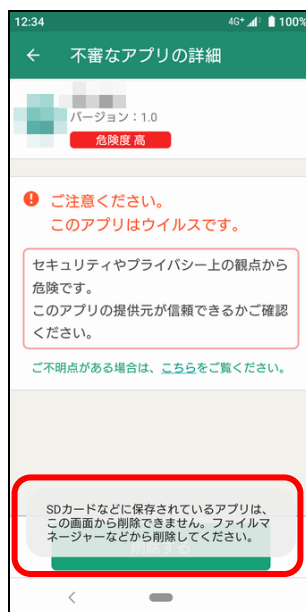 12:34 4G+ 100%
← 不審なアプリの詳細
バージョン：1.0
危険度 高
ご注意ください。
このアプリはウイルスです。
セキュリティやプライバシー上の観点から
危険です。
このアプリの提供元が信頼できるかご確認
ください。
ご不明点がある場合は、こちらをご覧ください。
SDカードなどに保存されているアプリは、
この画面から削除できません。ファイルマ
ネージャーなどから削除してください。
削除する